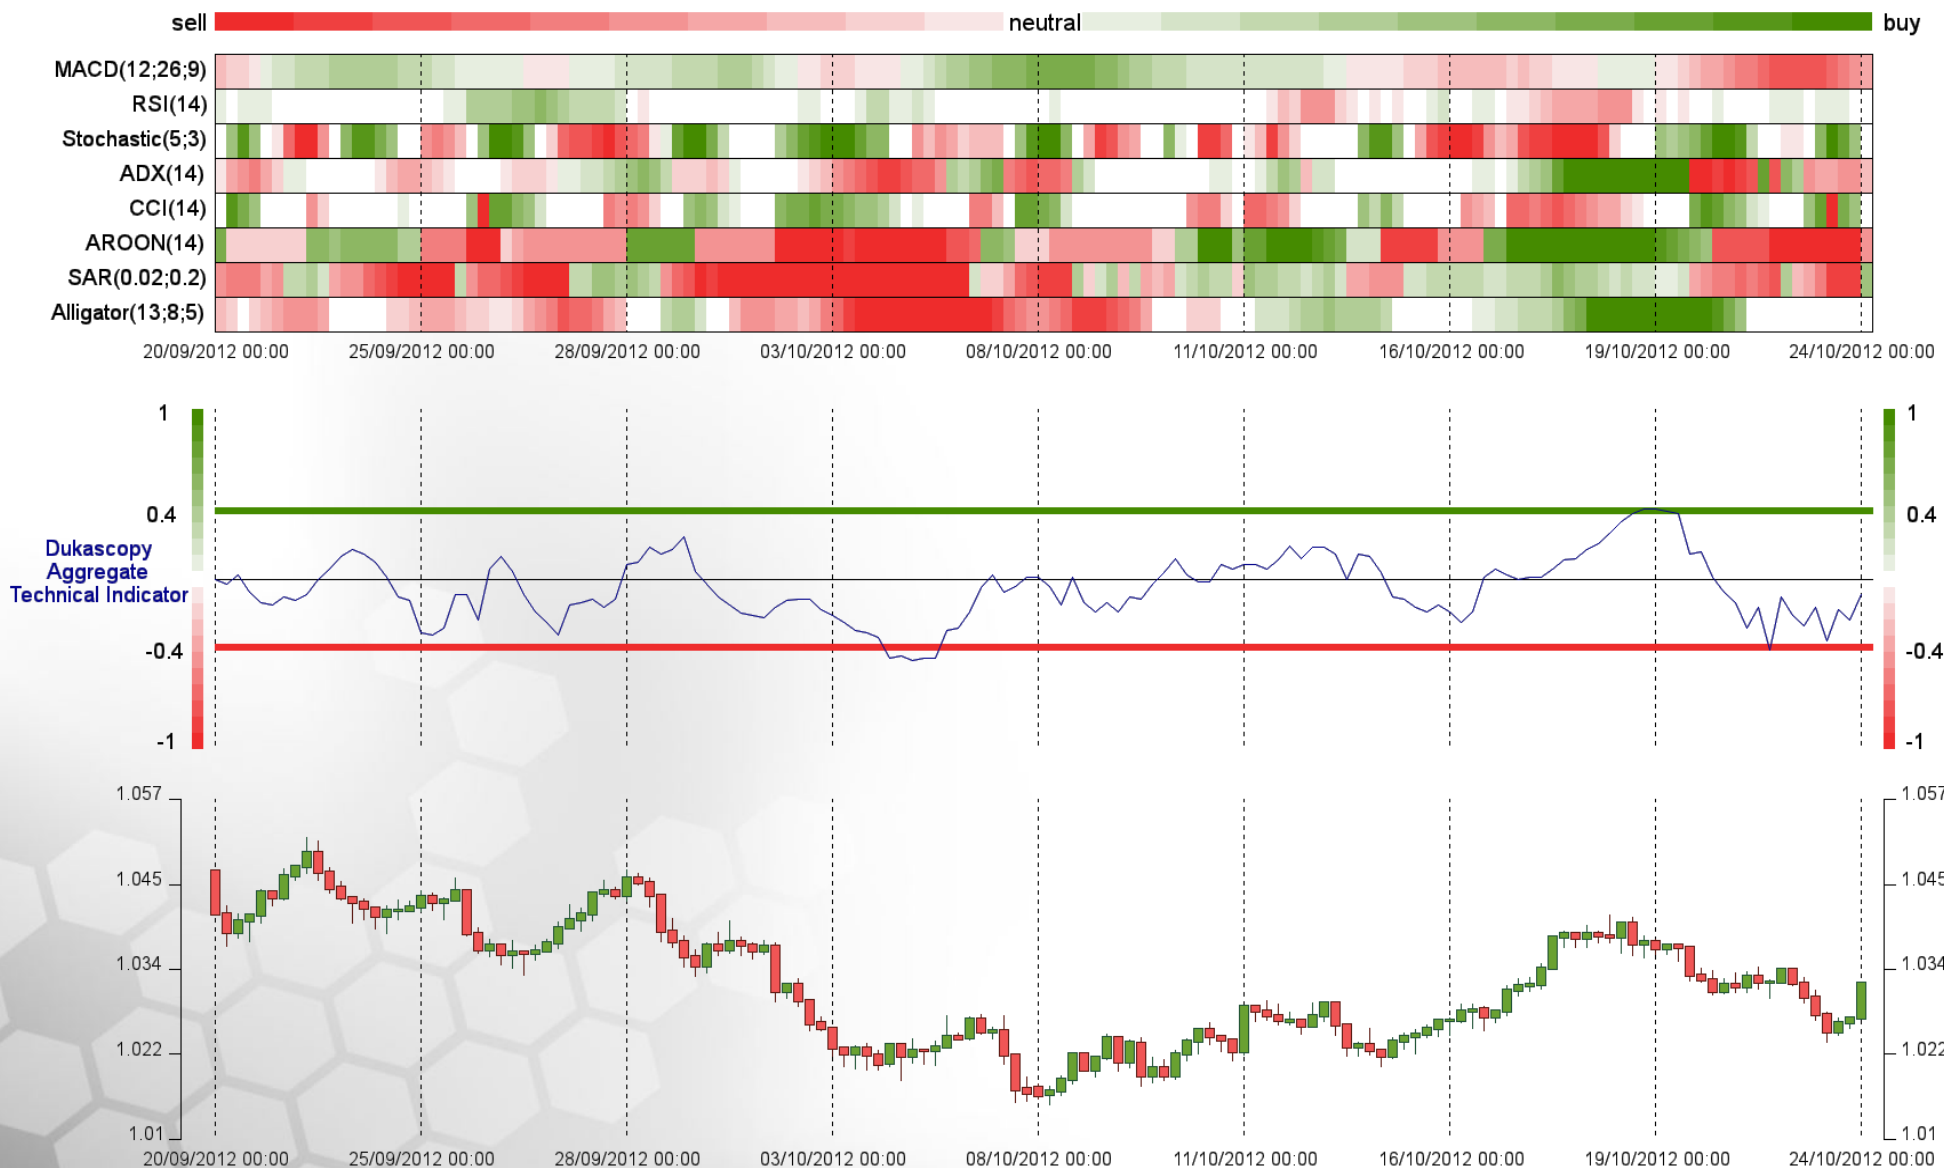 sell neutral buy
MACD(12;26;9)
RSI(14)
Stochastic(5;3)
ADX(14)
CCI(14)
AROON(14)
SAR(0.02;0.2)
Alligator(13;8;5)
20/09/2012 00:00 25/09/2012 00:00 28/09/2012 00:00 03/10/2012 00:00 08/10/2012 00:00 11/10/2012 00:00 16/10/2012 00:00 19/10/2012 00:00 24/10/2012 00:00
1 1
0.4 0.4
Dukascopy
Aggregate
Technical Indicator
-0.4 -0.4
-1 -1
1.057 1.057
1.045 1.045
1.034 1.034
1.022 1.022
1.01 1.01
20/09/2012 00:00 25/09/2012 00:00 28/09/2012 00:00 03/10/2012 00:00 08/10/2012 00:00 11/10/2012 00:00 16/10/2012 00:00 19/10/2012 00:00 24/10/2012 00:00